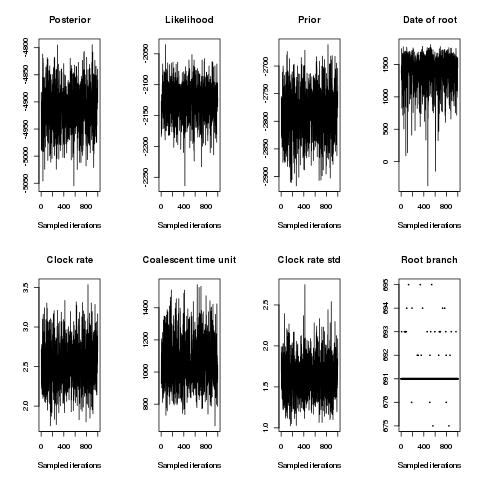 Posterior
-4800
-4850
-4900
-4950
-5000
-5050
0 400 800
Sampled iterations
Likelihood
-2050
-2100
-2150
-2200
-2250
0 400 800
Sampled iterations
Prior
-2700
-2750
-2800
-2850
-2900
0 400 800
Sampled iterations
Date of root
1500
1000
500
0
0 400 800
Sampled iterations
Clock rate
3.5
3.0
2.5
2.0
0 400 800
Sampled iterations
Coalescent time unit
1400
1200
1000
800
0 400 800
Sampled iterations
Clock rate std
2.5
2.0
1.5
1.0
0 400 800
Sampled iterations
Root branch
695
694
693
692
691
676
675
0 400 800
Sampled iterations